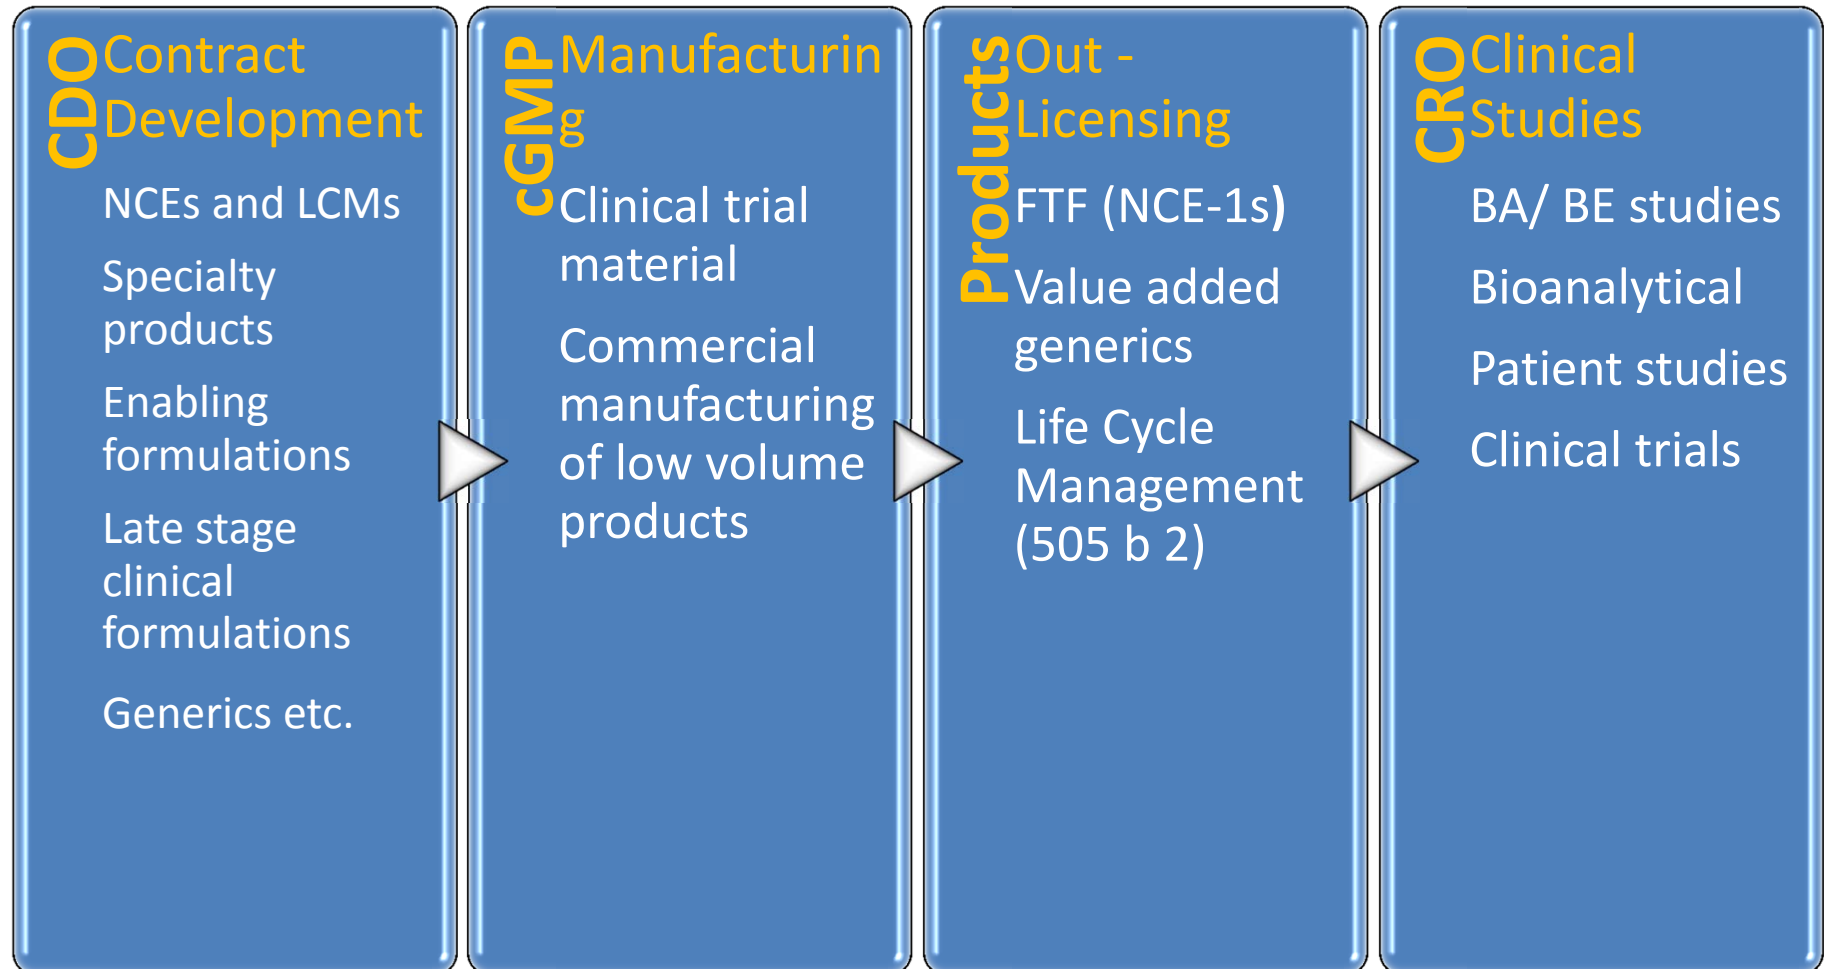 CDO
Contract
Development
NCEs and LCMs
Specialty
products
Enabling
formulations
Late stage
clinical
formulations
Generics etc.
cGMP
Manufacturin
g
Clinical trial
material
Commercial
manufacturing
of low volume
products
Products
Out -
Licensing
FTF (NCE-1s)
Value added
generics
Life Cycle
Management
(505 b 2)
CRO
Clinical
Studies
BA/ BE studies
Bioanalytical
Patient studies
Clinical trials